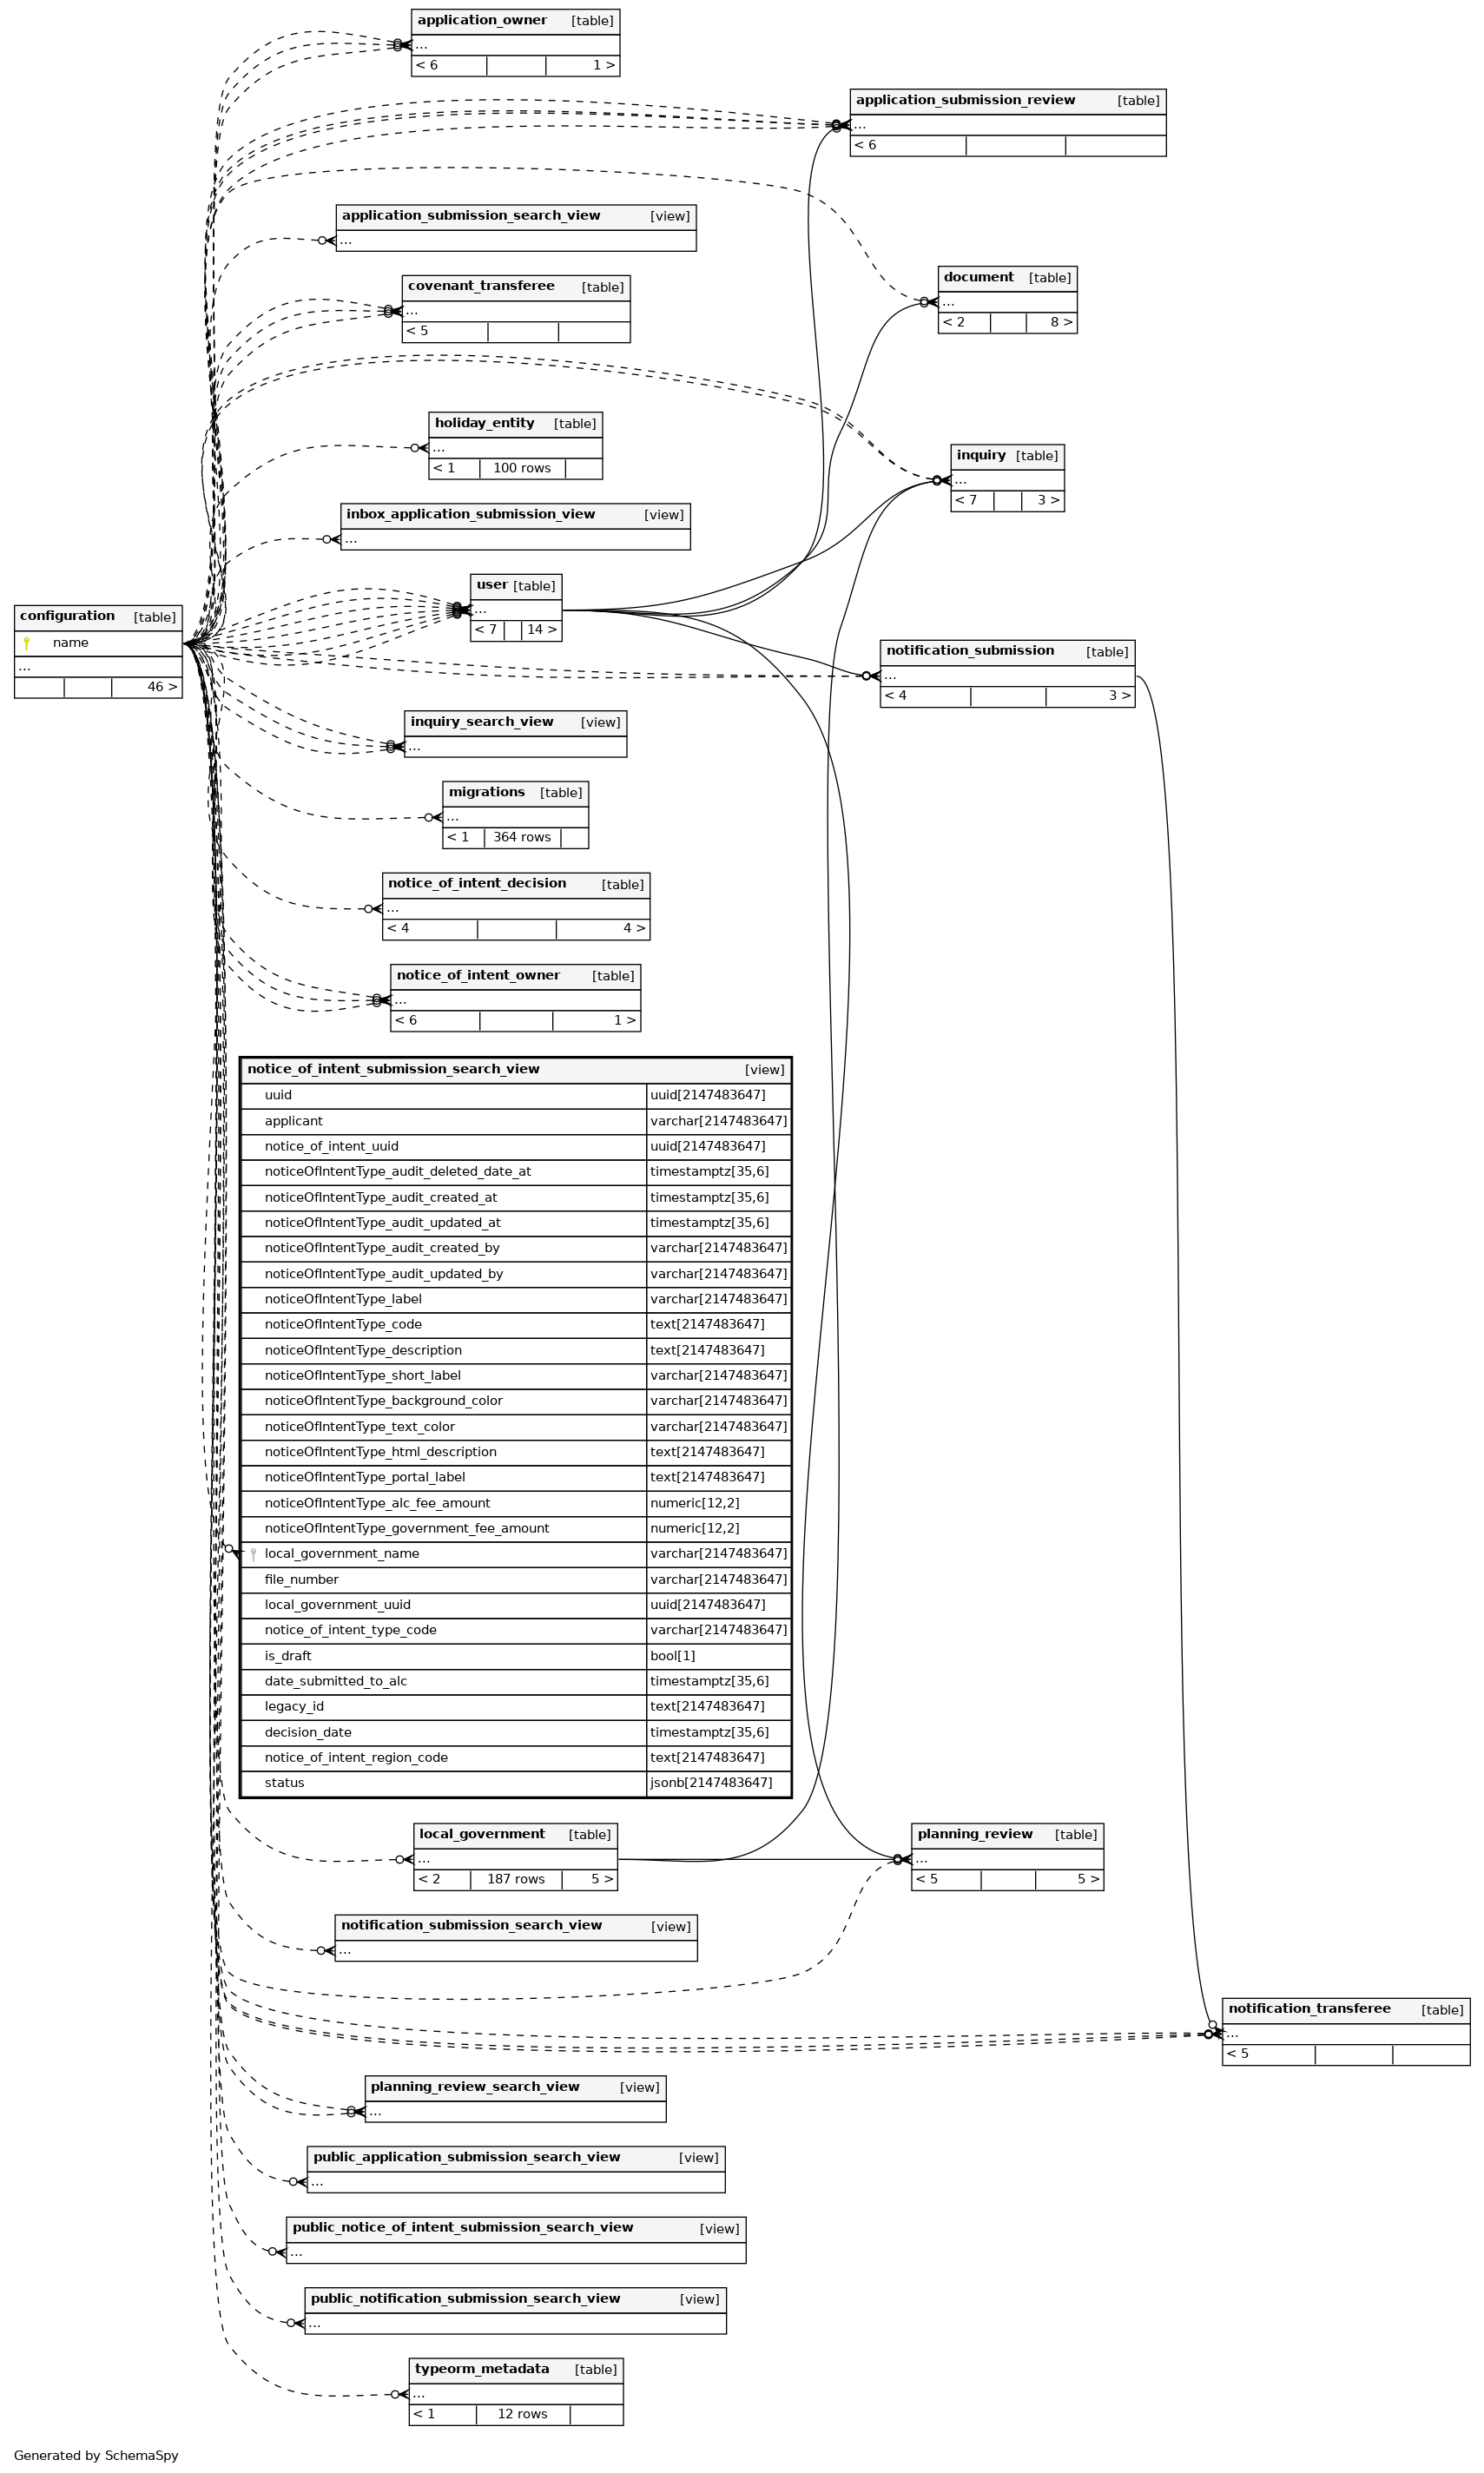 application_owner [table]
...
< 6 1 >
application_submission_review [table]
...
< 6
application_submission_search_view [view]
...
covenant_transferee [table]
...
< 5
document [table]
...
< 2 8 >
holiday_entity [table]
...
< 1 100 rows
inquiry [table]
...
< 7 3 >
inbox_application_submission_view [view]
...
user [table]
...
< 7 14 >
configuration [table]
name
...
46 >
notification_submission [table]
...
< 4 3 >
inquiry_search_view [view]
...
migrations [table]
...
< 1 364 rows
notice_of_intent_decision [table]
...
< 4 4 >
notice_of_intent_owner [table]
...
< 6 1 >
notice_of_intent_submission_search_view [view]
uuid uuid[2147483647]
applicant varchar[2147483647]
notice_of_intent_uuid uuid[2147483647]
noticeOfIntentType_audit_deleted_date_at timestamptz[35,6]
noticeOfIntentType_audit_created_at timestamptz[35,6]
noticeOfIntentType_audit_updated_at timestamptz[35,6]
noticeOfIntentType_audit_created_by varchar[2147483647]
noticeOfIntentType_audit_updated_by varchar[2147483647]
noticeOfIntentType_label varchar[2147483647]
noticeOfIntentType_code text[2147483647]
noticeOfIntentType_description text[2147483647]
noticeOfIntentType_short_label varchar[2147483647]
noticeOfIntentType_background_color varchar[2147483647]
noticeOfIntentType_text_color varchar[2147483647]
noticeOfIntentType_html_description text[2147483647]
noticeOfIntentType_portal_label text[2147483647]
noticeOfIntentType_alc_fee_amount numeric[12,2]
noticeOfIntentType_government_fee_amount numeric[12,2]
local_government_name varchar[2147483647]
file_number varchar[2147483647]
local_government_uuid uuid[2147483647]
notice_of_intent_type_code varchar[2147483647]
is_draft bool[1]
date_submitted_to_alc timestamptz[35,6]
legacy_id text[2147483647]
decision_date timestamptz[35,6]
notice_of_intent_region_code text[2147483647]
status jsonb[2147483647]
local_government [table]
...
< 2 187 rows 5 >
planning_review [table]
...
< 5 5 >
notification_submission_search_view [view]
...
notification_transferee [table]
...
< 5
planning_review_search_view [view]
...
public_application_submission_search_view [view]
...
public_notice_of_intent_submission_search_view [view]
...
public_notification_submission_search_view [view]
...
typeorm_metadata [table]
...
< 1 12 rows
Generated by SchemaSpy